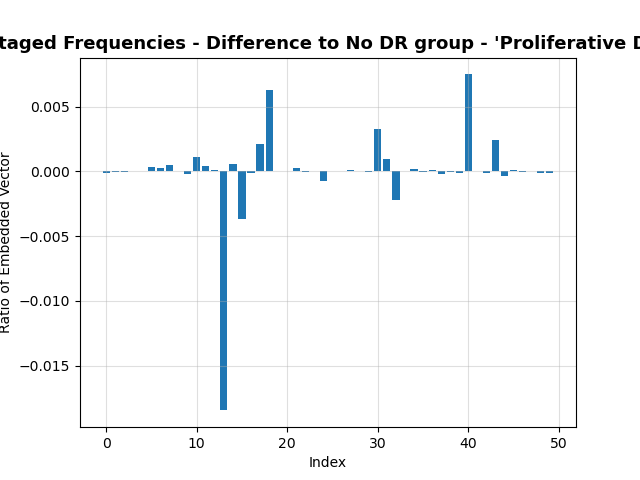 taged Frequencies - Difference to No DR group - 'Proliferative D
Ratio of Embedded Vector
0.005
0.000
−0.005
−0.010
−0.015
0 10 20 30 40 50
Index